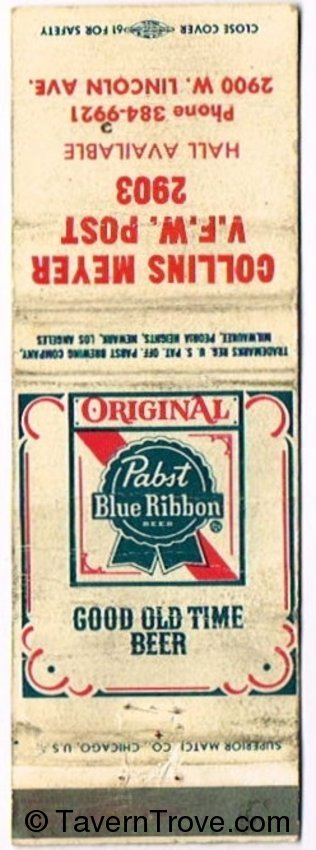 CLOSE COVER '61 FOR SAFETY
COLLINS MEYER
V.F.W. POST
2903
HALL AVAILABLE
Phone 384-9921
2900 W. LINCOLN AVE.
TRADEMARKS REG. U. S. PAT. OFF. PABST BREWING COMPANY,
MILWAUKEE, PEORIA HEIGHTS, NEWARK, LOS ANGELES
ORIGINAL
Pabst
Blue Ribbon
BEER
GOOD OLD TIME
BEER
SUPERIOR MATCH CO. CHICAGO, U.S.A
© TavernTrove.com